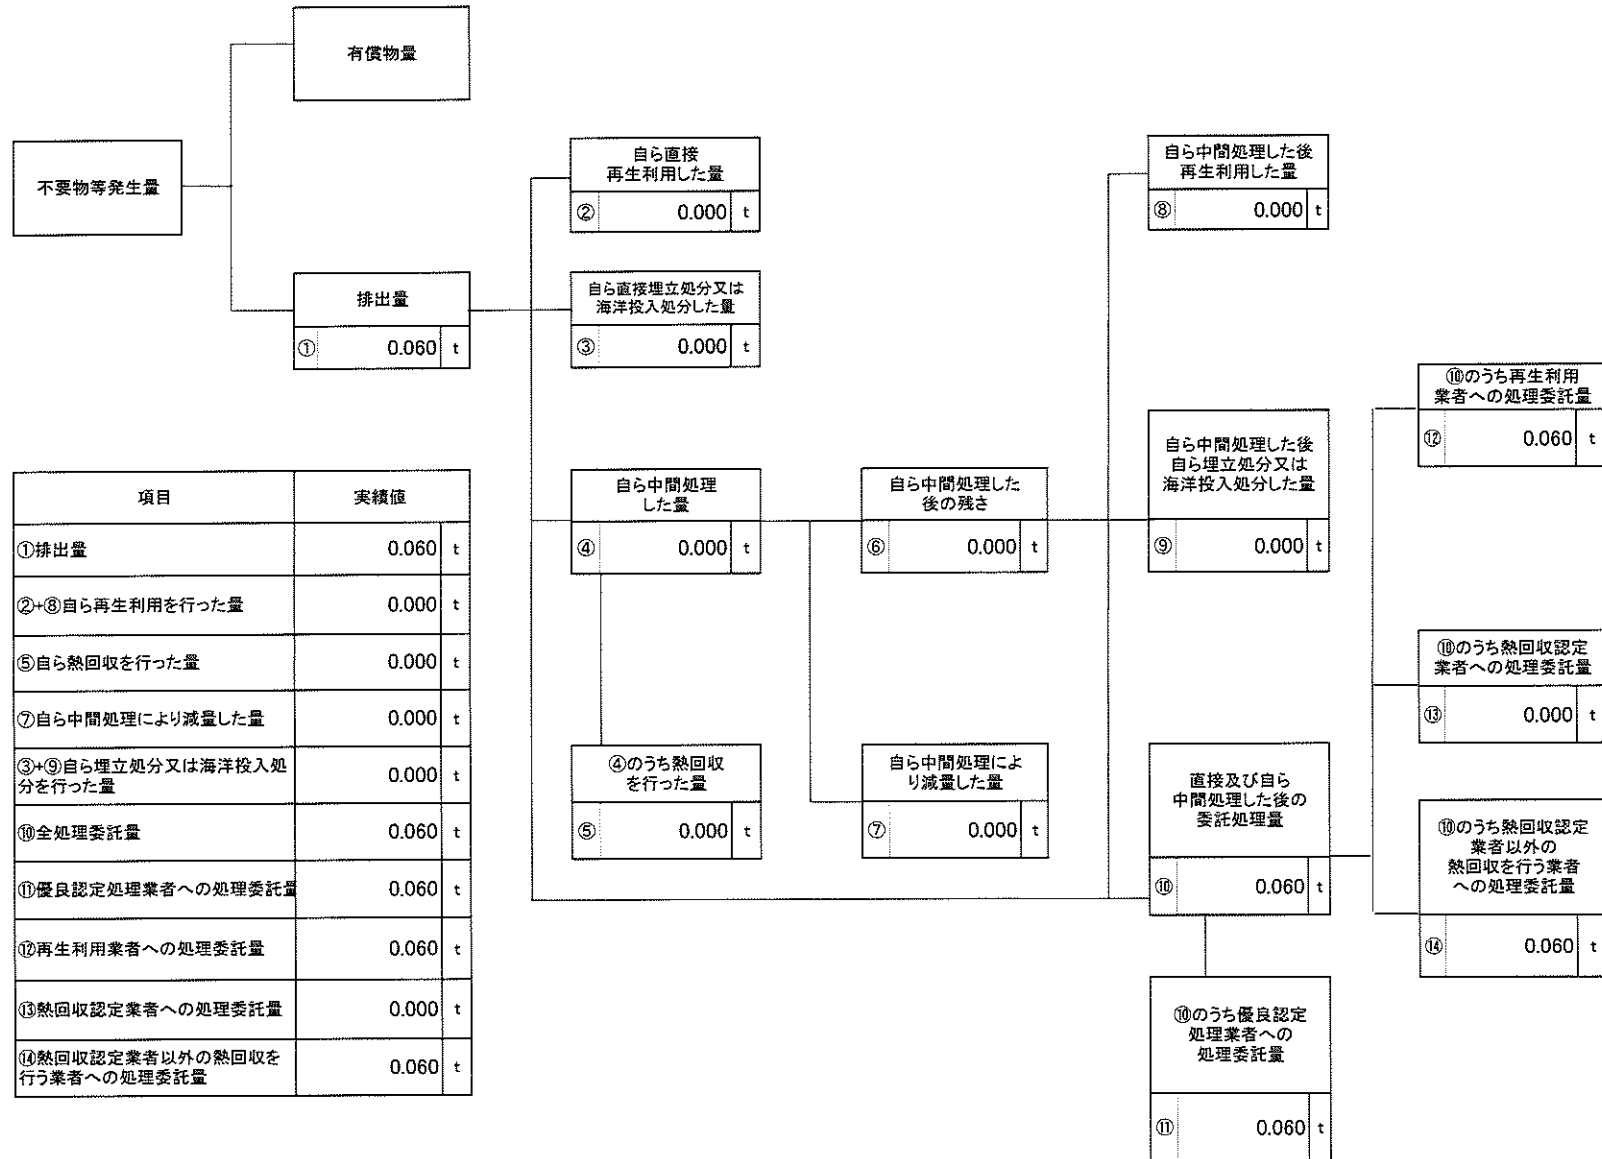 有償物量
不要物等発生量
排出量
① 0.060 t
自ら直接
再生利用した量
② 0.000 t
自ら直接埋立処分又は
海洋投入処分した量
③ 0.000 t
自ら中間処理
した量
④ 0.000 t
④のうち熱回収
を行った量
⑤ 0.000 t
自ら中間処理した
後の残さ
⑥ 0.000 t
自ら中間処理によ
り減量した量
⑦ 0.000 t
自ら中間処理した後
再生利用した量
⑧ 0.000 t
自ら中間処理した後
自ら埋立処分又は
海洋投入処分した量
⑨ 0.000 t
直接及び自ら
中間処理した後の
委託処理量
⑩ 0.060 t
⑩のうち優良認定
処理業者への
処理委託量
⑪ 0.060 t
⑩のうち再生利用
業者への処理委託量
⑫ 0.060 t
⑩のうち熱回収認定
業者への処理委託量
⑬ 0.000 t
⑩のうち熱回収認定
業者以外の
熱回収を行う業者
への処理委託量
⑭ 0.060 t
項目 実績値
①排出量 0.060 t
②+⑧自ら再生利用を行った量 0.000 t
⑤自ら熱回収を行った量 0.000 t
⑦自ら中間処理により減量した量 0.000 t
③+⑨自ら埋立処分又は海洋投入処
分を行った量 0.000 t
⑩全処理委託量 0.060 t
⑪優良認定処理業者への処理委託量 0.060 t
⑫再生利用業者への処理委託量 0.060 t
⑬熱回収認定業者への処理委託量 0.000 t
⑭熱回収認定業者以外の熱回収を
行う業者への処理委託量 0.060 t